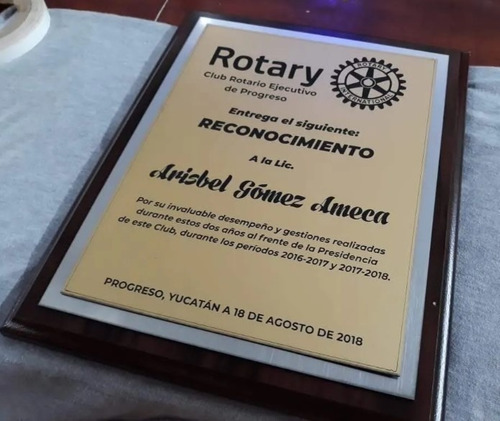 Rotary
Club Rotario Ejecutivo
de Progreso
ROTARY
INTERNATIONAL
Entrega el siguiente:
RECONOCIMIENTO
A la Lic.
Arisbel Gómez Ameca
Por su invaluable desempeño y gestiones realizadas
durante estos dos años al frente de la Presidencia
de este Club, durante los periodos 2016-2017 y 2017-2018.
PROGRESO, YUCATÁN A 18 DE AGOSTO DE 2018